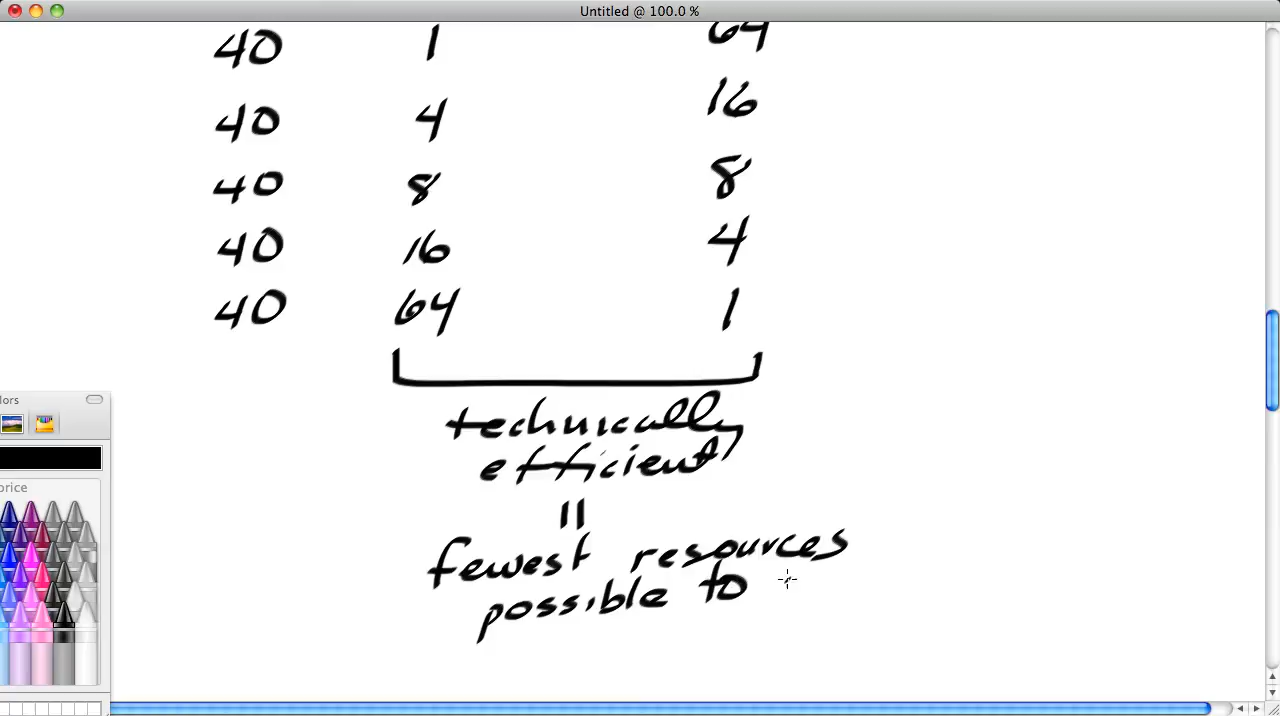 Untitled @ 100.0 %
40 1 64
40 4 16
40 8 8
40 16 4
40 64 1
technically
efficient
fewest resources
possible to
lors
price